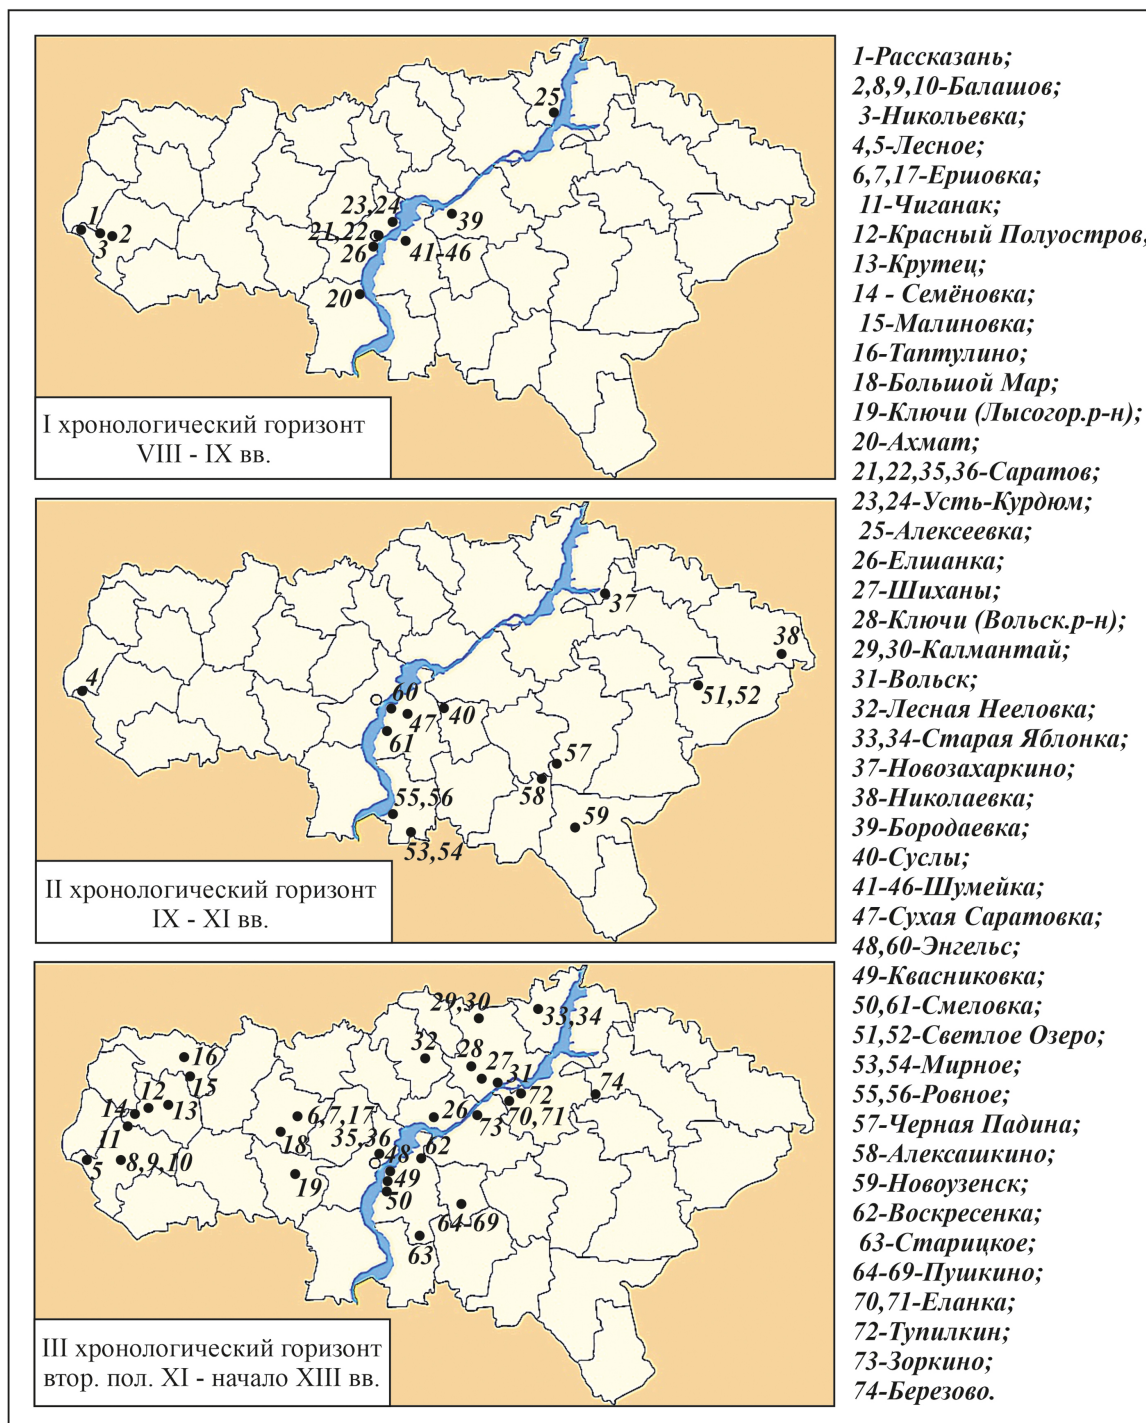 25
23,24
39
1
2
21,22
3
26
41-46
20
I хронологический горизонт
VIII - IX вв.
37
38
4
51,52
60
40
47
61
57
58
55,56
59
53,54
II хронологический горизонт
IX - XI вв.
29,30
33,34
32
16
28
27
15
31
74
12
72
14
13
6,7,17
26
73
70,71
11
18
35,36
62
5
8,9,10
48
19
49
50
64-69
63
III хронологический горизонт
втор. пол. XI - начало XIII вв.
1-Рассказань;
2,8,9,10-Балашов;
3-Никольевка;
4,5-Лесное;
6,7,17-Ершовка;
11-Чиганак;
12-Красный Полуостров;
13-Крутец;
14 - Семёновка;
15-Малиновка;
16-Таптулино;
18-Большой Мар;
19-Ключи (Лысогор.р-н);
20-Ахмат;
21,22,35,36-Саратов;
23,24-Усть-Курдюм;
25-Алексеевка;
26-Елшанка;
27-Шиханы;
28-Ключи (Вольск.р-н);
29,30-Калмантай;
31-Вольск;
32-Лесная Нееловка;
33,34-Старая Яблонка;
37-Новозахаркино;
38-Николаевка;
39-Бородаевка;
40-Суслы;
41-46-Шумейка;
47-Сухая Саратовка;
48,60-Энгельс;
49-Квасниковка;
50,61-Смеловка;
51,52-Светлое Озеро;
53,54-Мирное;
55,56-Ровное;
57-Черная Падина;
58-Алексашкино;
59-Новоузенск;
62-Воскресенка;
63-Старицкое;
64-69-Пушкино;
70,71-Еланка;
72-Тупилкин;
73-Зоркино;
74-Березово.